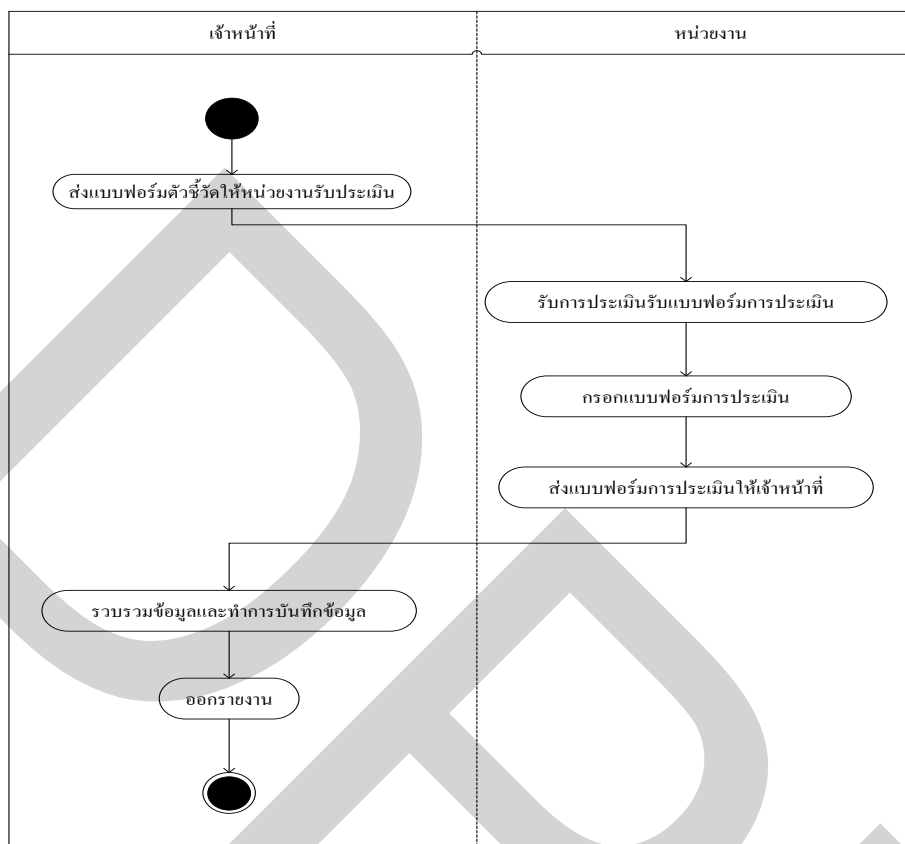 เจ้าหน้าที่
หน่วยงาน
ส่งแบบฟอร์มตัวชี้วัดให้หน่วยงานรับประเมิน
รับการประเมินรับแบบฟอร์มการประเมิน
กรอกแบบฟอร์มการประเมิน
ส่งแบบฟอร์มการประเมินให้เจ้าหน้าที่
รวบรวมข้อมูลและทำการบันทึกข้อมูล
ออกรายงาน